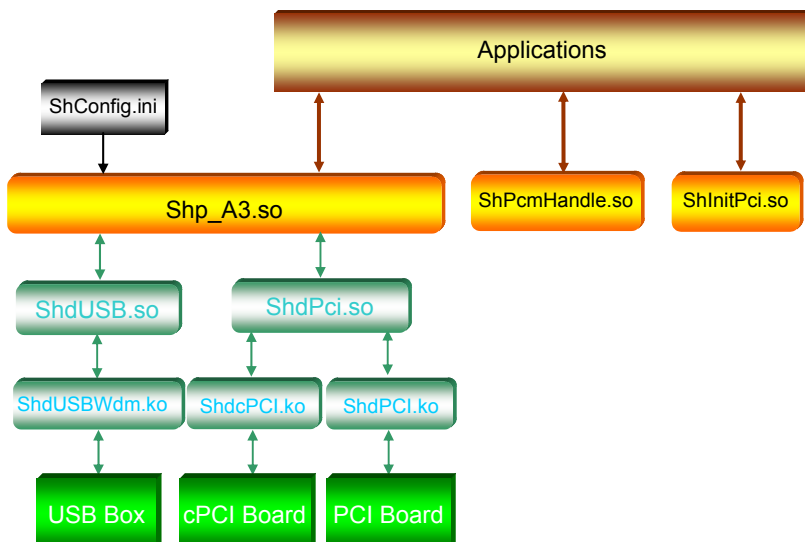 Applications
ShConfig.ini
Shp_A3.so
ShPcmHandle.so
ShInitPci.so
ShdUSB.so
ShdPci.so
ShdUSBWdm.ko
ShdcPCI.ko
ShdPCI.ko
USB Box
cPCI Board
PCI Board